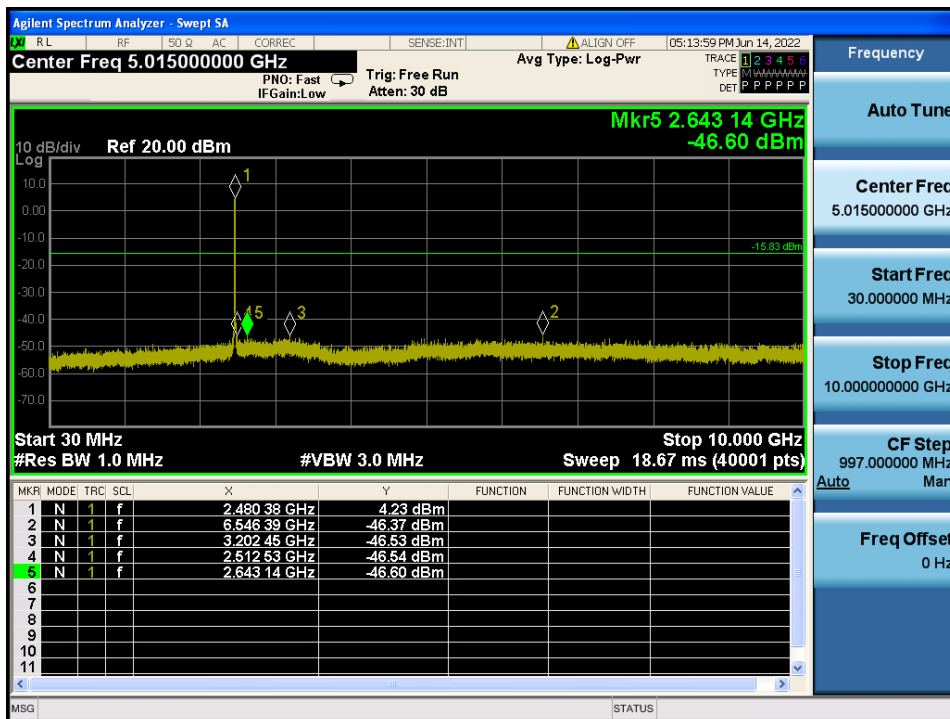 Agilent Spectrum Analyzer - Swept SA
LXI RL RF 50 Ω AC CORREC SENSE:INT ALIGN OFF 05:13:59 PM Jun 14, 2022
Center Freq 5.015000000 GHz
PNO: Fast
IFGain:Low
Trig: Free Run
Atten: 30 dB
Avg Type: Log-Pwr
TRACE 1 2 3 4 5 6
TYPE M WWWWW
DET P P P P P P
Mkr5 2.643 14 GHz
-46.60 dBm
10 dB/div Ref 20.00 dBm
Log
10.0
0.00
-10.0
-20.0
-30.0
-40.0
-50.0
-60.0
-70.0
-15.83 dBm
1
5
3
2
Start 30 MHz
Stop 10.000 GHz
#Res BW 1.0 MHz
#VBW 3.0 MHz
Sweep 18.67 ms (40001 pts)
MKR MODE TRC SCL X Y FUNCTION FUNCTION WIDTH FUNCTION VALUE
1 N 1 f 2.480 38 GHz 4.23 dBm
2 N 1 f 6.546 39 GHz -46.37 dBm
3 N 1 f 3.202 45 GHz -46.53 dBm
4 N 1 f 2.512 53 GHz -46.54 dBm
5 N 1 f 2.643 14 GHz -46.60 dBm
6
7
8
9
10
11
MSG STATUS
Frequency
Auto Tune
Center Freq
5.015000000 GHz
Start Freq
30.000000 MHz
Stop Freq
10.000000000 GHz
CF Step
997.000000 MHz
Auto Man
Freq Offset
0 Hz